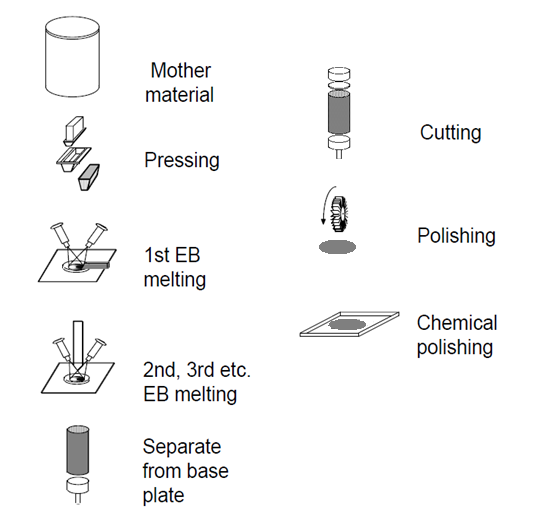 Mother
material
Pressing
1st EB
melting
2nd, 3rd etc.
EB melting
Separate
from base
plate
Cutting
Polishing
Chemical
polishing